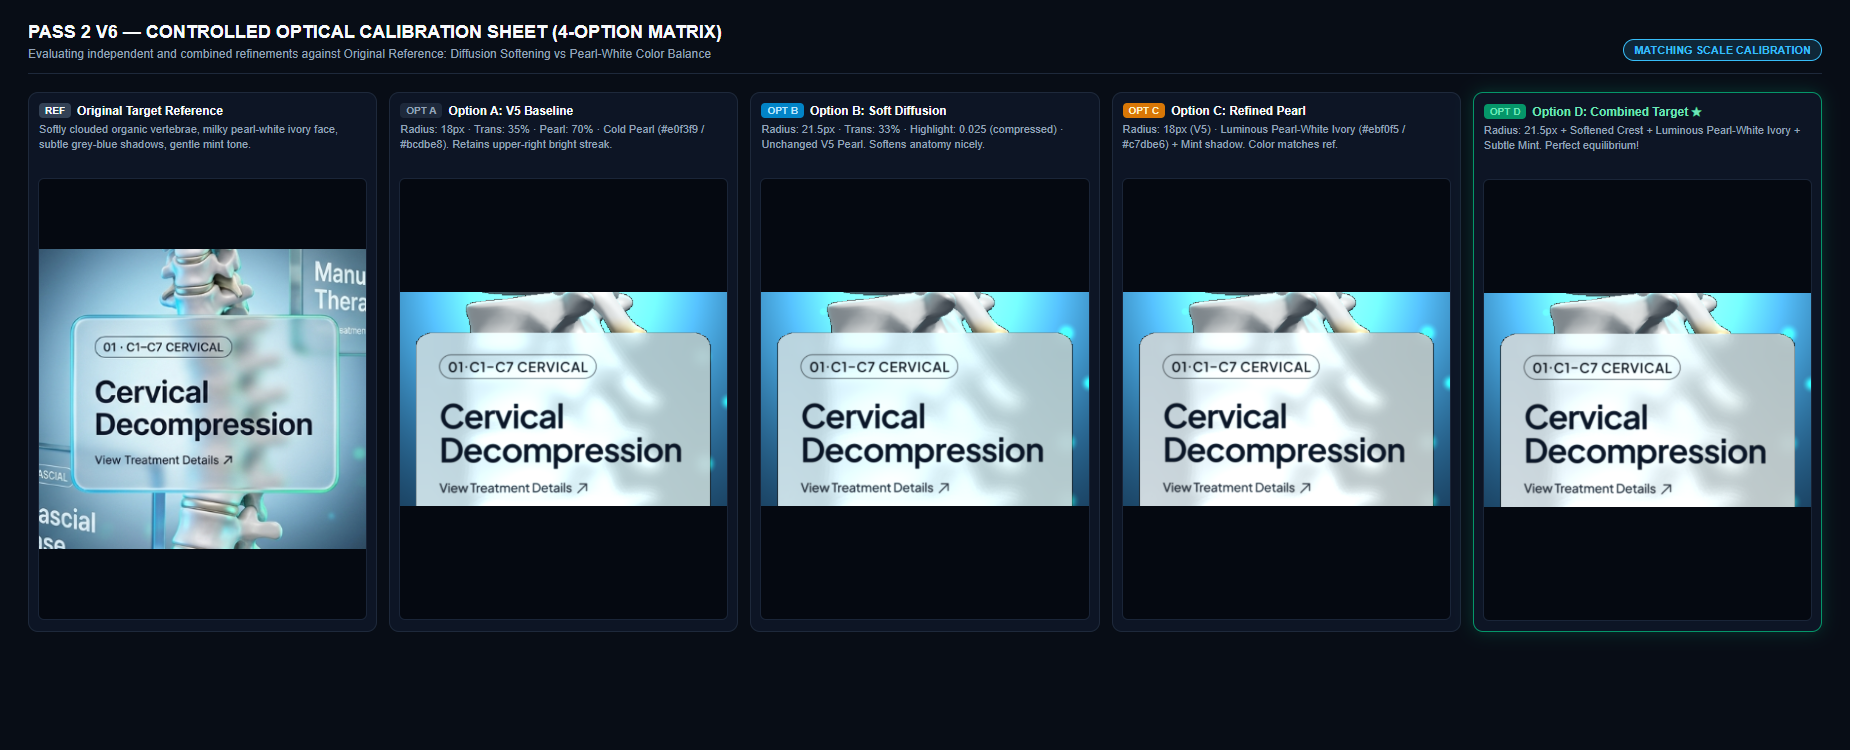 PASS 2 V6 — CONTROLLED OPTICAL CALIBRATION SHEET (4-OPTION MATRIX)
Evaluating independent and combined refinements against Original Reference: Diffusion Softening vs Pearl-White Color Balance
MATCHING SCALE CALIBRATION
REF Original Target Reference
Softly clouded organic vertebrae, milky pearl-white ivory face,
subtle grey-blue shadows, gentle mint tone.
Manu
Thera
eatmen
01 · C1–C7 CERVICAL
Cervical
Decompression
View Treatment Details ↗
ASCIAL
ascial
ase
OPT A Option A: V5 Baseline
Radius: 18px · Trans: 35% · Pearl: 70% · Cold Pearl (#e0f3f9 /
#bcdbe8). Retains upper-right bright streak.
01·C1–C7 CERVICAL
Cervical
Decompression
View Treatment Details ↗
OPT B Option B: Soft Diffusion
Radius: 21.5px · Trans: 33% · Highlight: 0.025 (compressed) ·
Unchanged V5 Pearl. Softens anatomy nicely.
01·C1–C7 CERVICAL
Cervical
Decompression
View Treatment Details ↗
OPT C Option C: Refined Pearl
Radius: 18px (V5) · Luminous Pearl-White Ivory (#ebf0f5 /
#c7dbe6) + Mint shadow. Color matches ref.
01·C1–C7 CERVICAL
Cervical
Decompression
View Treatment Details ↗
OPT D Option D: Combined Target ★
Radius: 21.5px + Softened Crest + Luminous Pearl-White Ivory +
Subtle Mint. Perfect equilibrium!
01·C1–C7 CERVICAL
Cervical
Decompression
View Treatment Details ↗